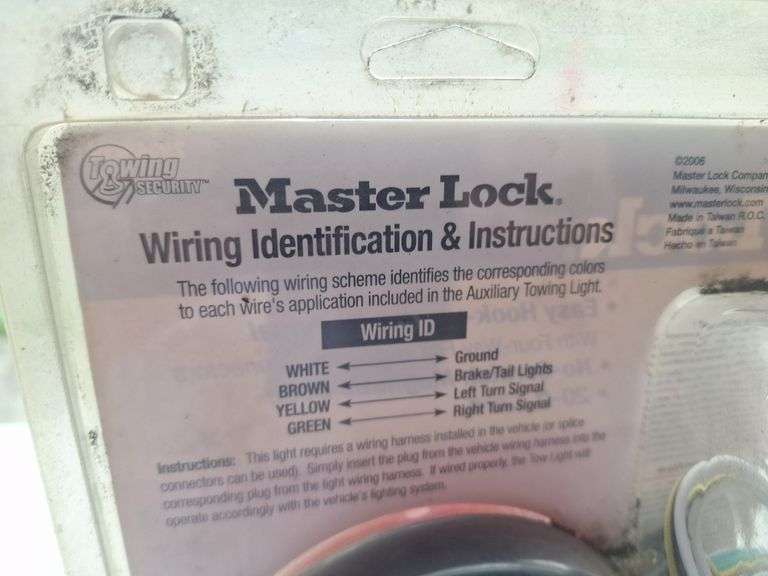 Towing
SECURITY™
Master Lock®
Wiring Identification & Instructions
The following wiring scheme identifies the corresponding colors
to each wire's application included in the Auxiliary Towing Light.
Wiring ID
WHITE Ground
BROWN Brake/Tail Lights
YELLOW Left Turn Signal
GREEN Right Turn Signal
Instructions: This light requires a wiring harness installed in the vehicle (or splice
connectors can be used). Simply insert the plug from the vehicle wiring harness into the
corresponding plug from the light wiring harness. If wired properly, the Tow Light will
operate accordingly with the vehicle's lighting system.
©2006
Master Lock Compan
Milwaukee, Wisconsin
www.masterlock.com
Made in Taiwan R.O.C.
Fabriqué a Taiwan
Hecho en Taiwan